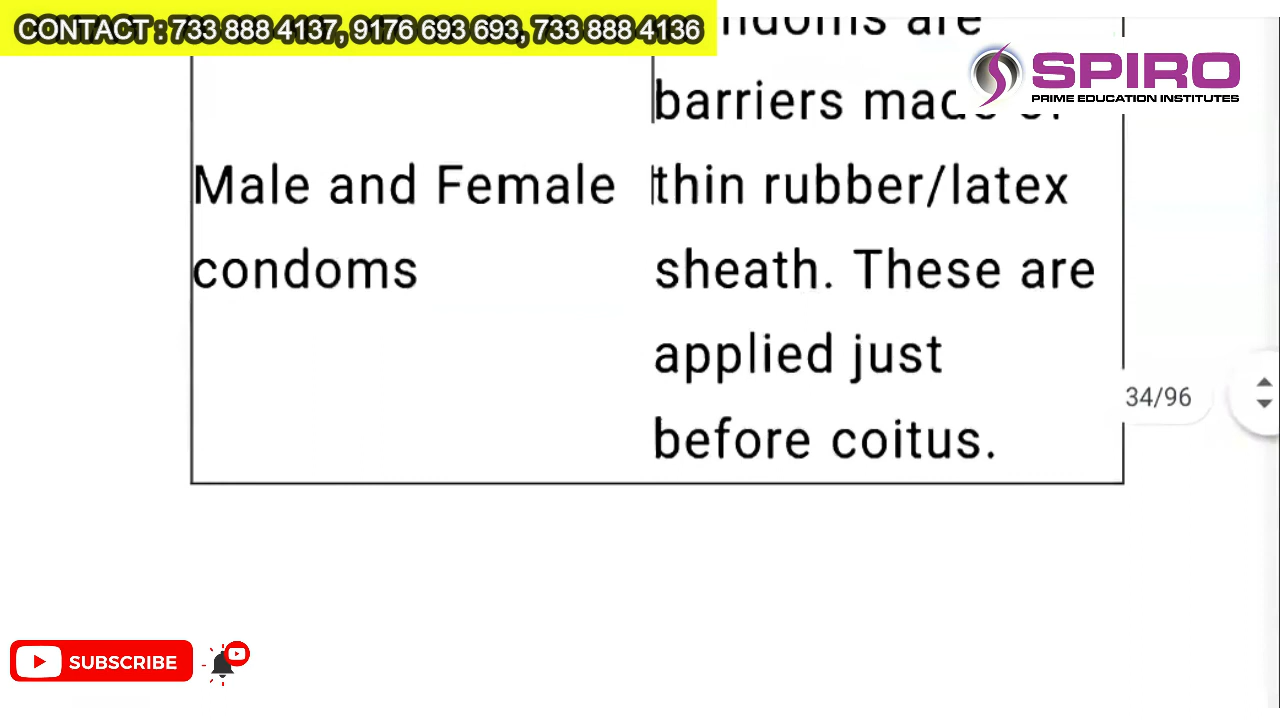 CONTACT : 733 888 4137, 9176 693 693, 733 888 4136
SPIRO
PRIME EDUCATION INSTITUTES
are
barriers
Male and Female
condoms
thin rubber/latex
sheath. These are
applied just
before coitus.
34/96
SUBSCRIBE